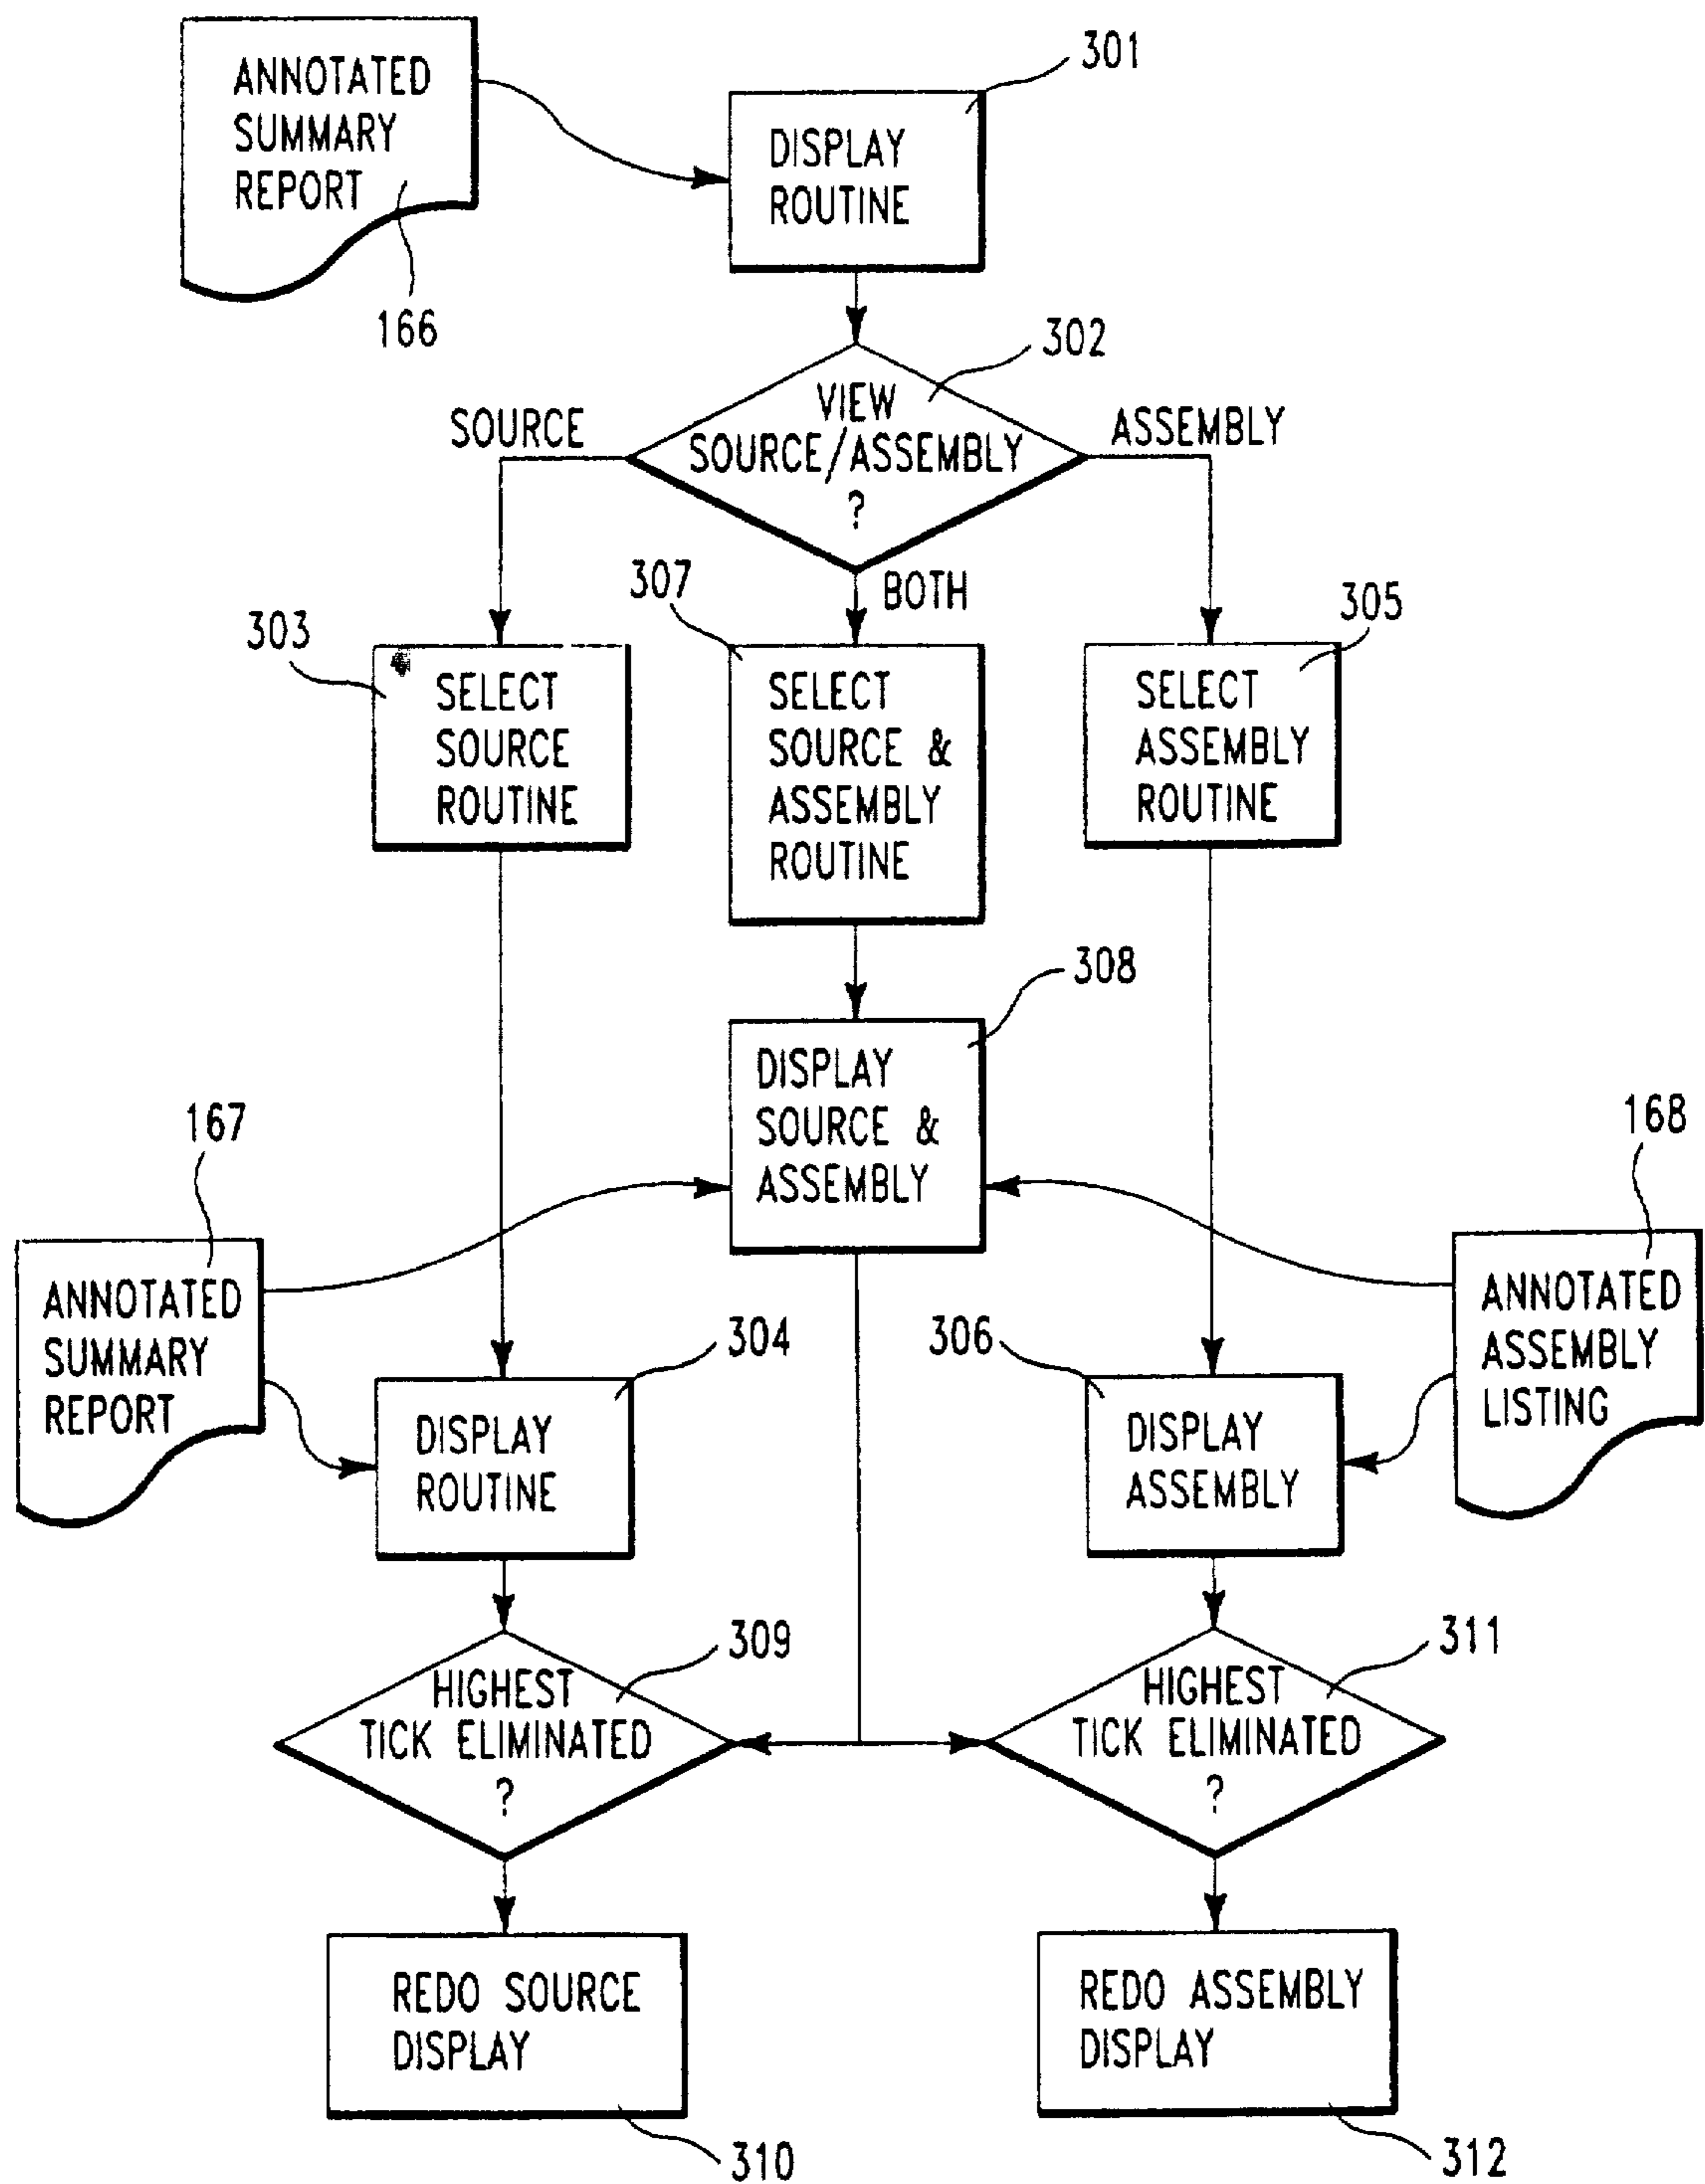 301
ANNOTATED
SUMMARY
REPORT
166
DISPLAY
ROUTINE
302
VIEW
SOURCE/ASSEMBLY
?
SOURCE
ASSEMBLY
BOTH
303
SELECT
SOURCE
ROUTINE
307
SELECT
SOURCE &
ASSEMBLY
ROUTINE
305
SELECT
ASSEMBLY
ROUTINE
308
DISPLAY
SOURCE &
ASSEMBLY
167
ANNOTATED
SUMMARY
REPORT
168
ANNOTATED
ASSEMBLY
LISTING
304
DISPLAY
ROUTINE
306
DISPLAY
ASSEMBLY
309
HIGHEST
TICK ELIMINATED
?
311
HIGHEST
TICK ELIMINATED
?
REDO SOURCE
DISPLAY
310
REDO ASSEMBLY
DISPLAY
312